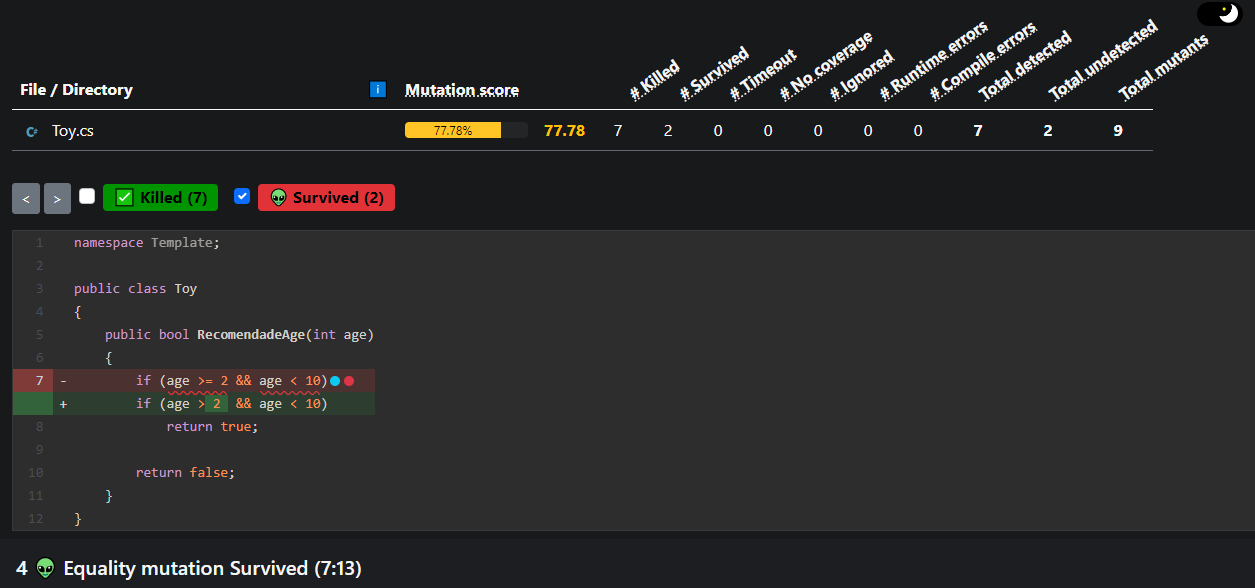 File / Directory i Mutation score # Killed # Survived # Timeout # No coverage # Ignored # Runtime errors # Compile errors Total detected Total undetected Total mutants
Toy.cs 77.78% 77.78 7 2 0 0 0 0 0 7 2 9
< > Killed (7) Survived (2)
1 namespace Template;
2
3 public class Toy
4 {
5 public bool RecomendadeAge(int age)
6 {
7 - if (age >= 2 && age < 10)
+ if (age > 2 && age < 10)
8 return true;
9
10 return false;
11 }
12 }
4 Equality mutation Survived (7:13)